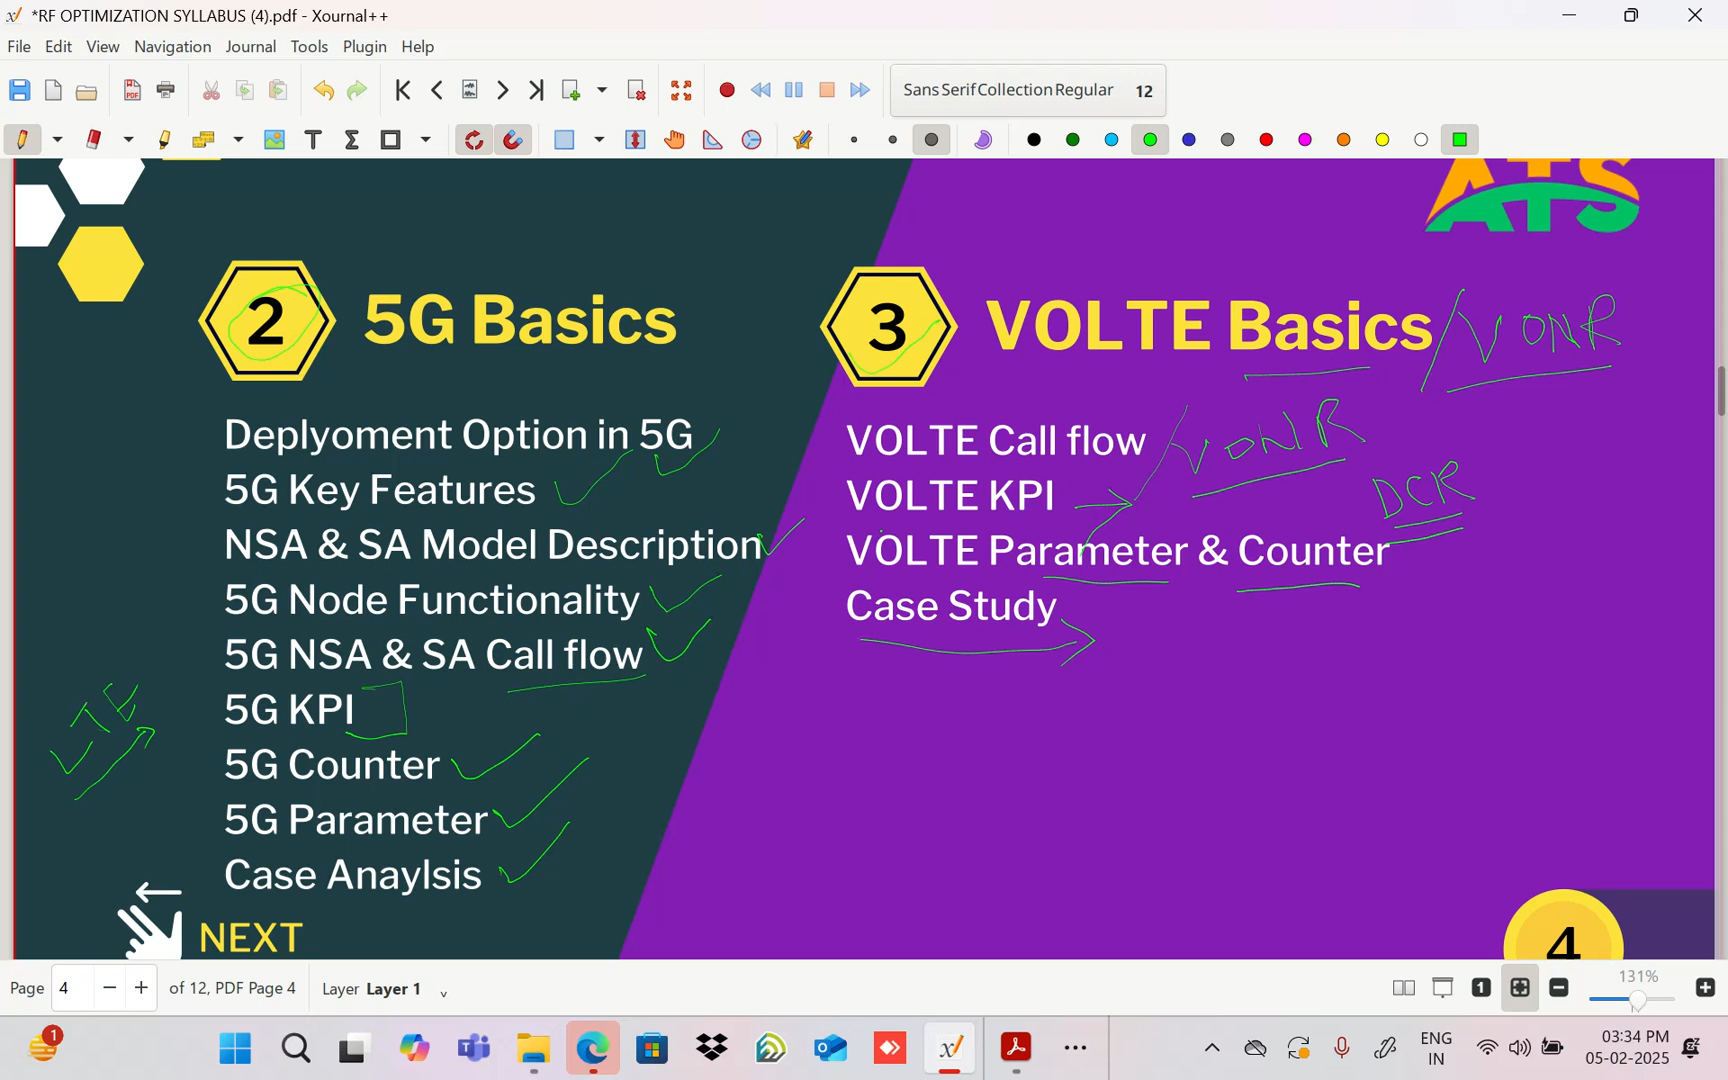 *RF OPTIMIZATION SYLLABUS (4).pdf - Xournal++
File Edit View Navigation Journal Tools Plugin Help
Sans Serif Collection Regular 12
ATS
2 5G Basics
Deplyoment Option in 5G
5G Key Features
NSA & SA Model Description
5G Node Functionality
5G NSA & SA Call flow
5G KPI
5G Counter
5G Parameter
Case Anaylsis
LTE
NEXT
3 VOLTE Basics /VONR
VOLTE Call flow /VONR
VOLTE KPI
DCR
VOLTE Parameter & Counter
Case Study
4
Page 4 of 12, PDF Page 4 Layer Layer 1
1
131%
1
ENG
IN
03:34 PM
05-02-2025